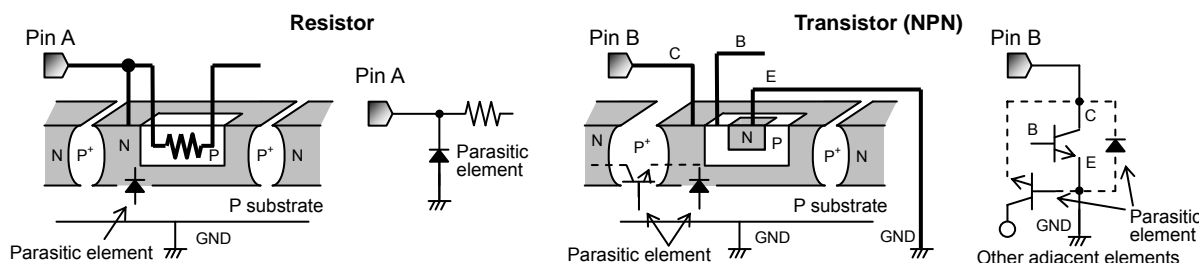 Resistor
Pin A
N
P+
N
P
P+
N
P substrate
Parasitic element
GND
Pin A
Parasitic
element
Transistor (NPN)
Pin B
C
B
E
N
P+
N
P
P+
N
P substrate
Parasitic element
GND
GND
Pin B
C
B
E
GND
Parasitic
element
Other adjacent elements